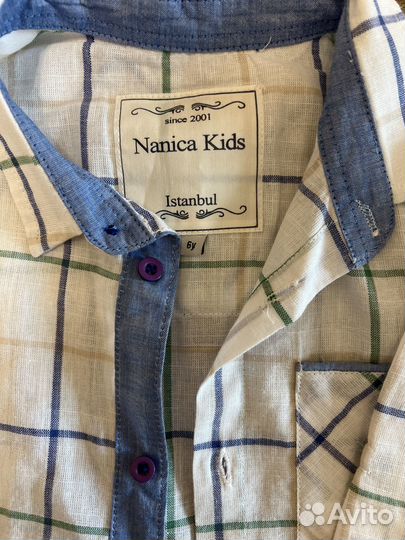 since 2001
Nanica Kids
Istanbul
6y
Avito